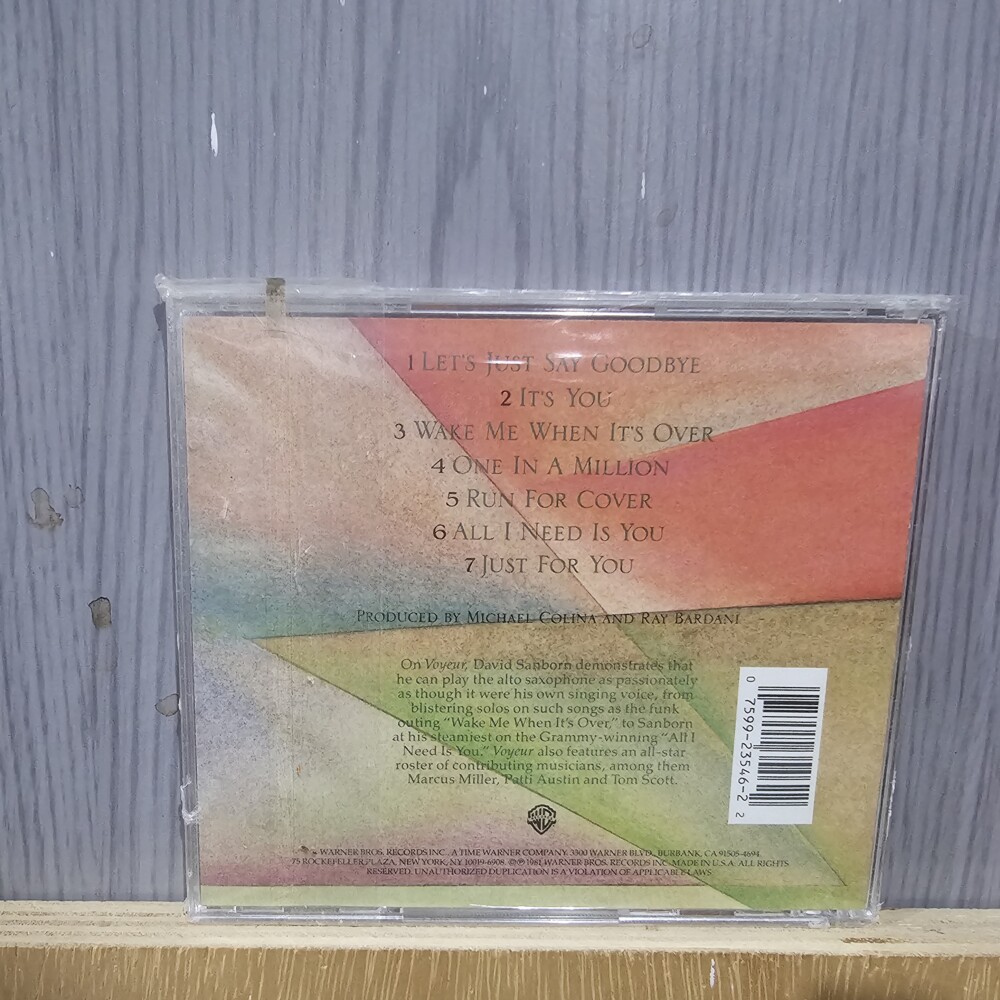 1 LET'S JUST SAY GOODBYE
2 IT'S YOU
3 WAKE ME WHEN IT'S OVER
4 ONE IN A MILLION
5 RUN FOR COVER
6 ALL I NEED IS YOU
7 JUST FOR YOU
PRODUCED BY MICHAEL COLINA AND RAY BARDANI
On Voyeur, David Sanborn demonstrates that
he can play the alto saxophone as passionately
as though it were his own singing voice, from
blistering solos on such songs as the funk
outing “Wake Me When It's Over,” to Sanborn
at his steamiest on the Grammy-winning “All I
Need Is You.” Voyeur also features an all-star
roster of contributing musicians, among them
Marcus Miller, Patti Austin and Tom Scott.
0 7599-23546-2 2
WARNER BROS. RECORDS INC., A TIME WARNER COMPANY. 3300 WARNER BLVD., BURBANK, CA 91505-4694.
75 ROCKEFELLER PLAZA, NEW YORK, NY 10019-6908. ©℗ 1981 WARNER BROS. RECORDS INC. MADE IN U.S.A. ALL RIGHTS
RESERVED. UNAUTHORIZED DUPLICATION IS A VIOLATION OF APPLICABLE LAWS.